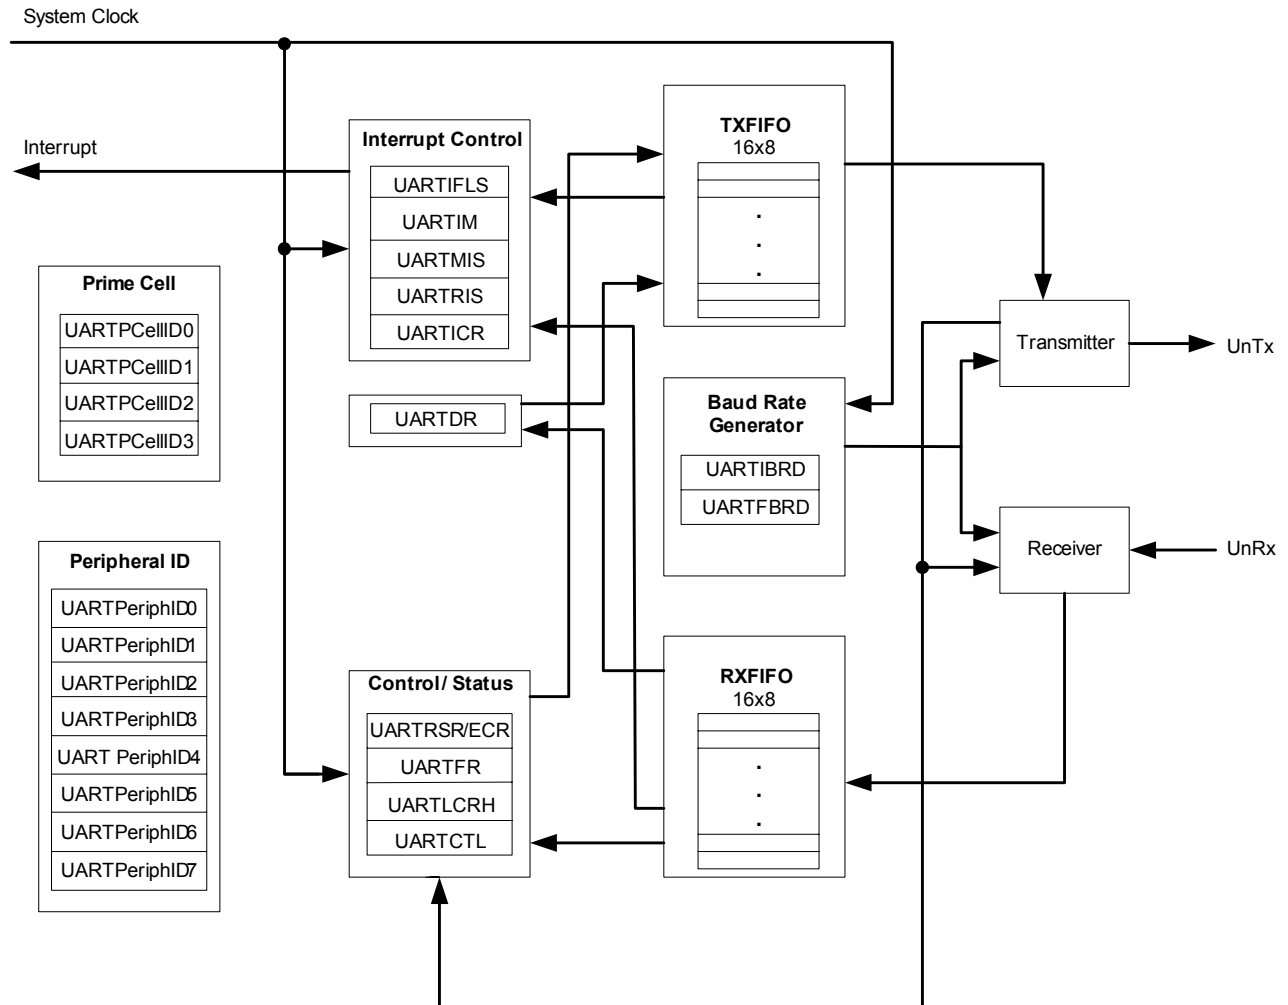 System Clock
Interrupt
Interrupt Control
UARTIFLS
UARTIM
UARTMIS
UARTRIS
UARTICR
TXFIFO
16x8
.
.
.
Prime Cell
UARTPCellID0
UARTPCellID1
UARTPCellID2
UARTPCellID3
UARTDR
Baud Rate
Generator
UARTIBRD
UARTFBRD
Transmitter
UnTx
Receiver
UnRx
Peripheral ID
UARTPeriphID0
UARTPeriphID1
UARTPeriphID2
UARTPeriphID3
UART PeriphID4
UARTPeriphID5
UARTPeriphID6
UARTPeriphID7
Control/ Status
UARTRSR/ECR
UARTFR
UARTLCRH
UARTCTL
RXFIFO
16x8
.
.
.